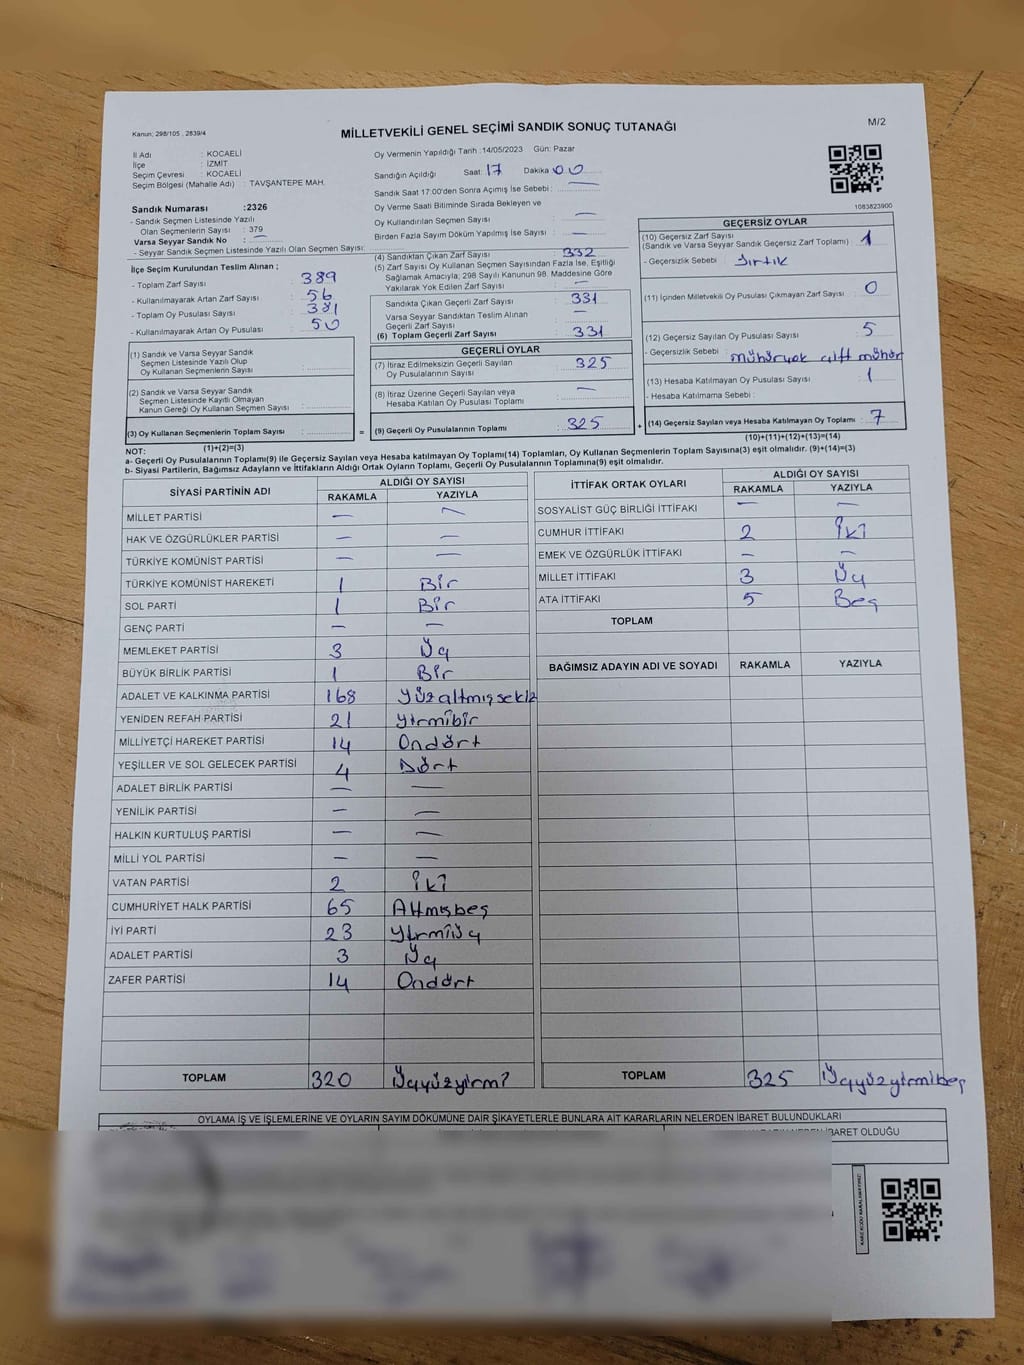 Kanun; 298/105 , 2839/4
MİLLETVEKİLİ GENEL SEÇİMİ SANDIK SONUÇ TUTANAĞI
M/2
İl Adı : KOCAELİ
İlçe : İZMİT
Seçim Çevresi : KOCAELİ
Seçim Bölgesi (Mahalle Adı) : TAVŞANTEPE MAH.
Sandık Numarası :2326
- Sandık Seçmen Listesinde Yazılı
Olan Seçmenlerin Sayısı : 379
Varsa Seyyar Sandık No : —
- Seyyar Sandık Seçmen Listesinde Yazılı Olan Seçmen Sayısı:
Oy Vermenin Yapıldığı Tarih :14/05/2023 Gün: Pazar
Sandığın Açıldığı Saat: 17 Dakika 00
Sandık Saat 17:00'den Sonra Açımış İse Sebebi : —
Oy Verme Saati Bitiminde Sırada Bekleyen ve
Oy Kullandırılan Seçmen Sayısı : —
Birden Fazla Sayım Döküm Yapılmış İse Sayısı : —
1083823900
İlçe Seçim Kurulundan Teslim Alınan ;
- Toplam Zarf Sayısı : 389
- Kullanılmayarak Artan Zarf Sayısı : 56
- Toplam Oy Pusulası Sayısı : 381
- Kullanılmayarak Artan Oy Pusulası : 50
(1) Sandık ve Varsa Seyyar Sandık
Seçmen Listesinde Yazılı Olup
Oy Kullanan Seçmenlerin Sayısı :
(2) Sandık ve Varsa Seyyar Sandık
Seçmen Listesinde Kayıtlı Olmayan
Kanun Gereği Oy Kullanan Seçmen Sayısı :
(3) Oy Kullanan Seçmenlerin Toplam Sayısı :
(1)+(2)=(3)
(4) Sandıktan Çıkan Zarf Sayısı : 332
(5) Zarf Sayısı Oy Kullanan Seçmen Sayısından Fazla İse, Eşitliği
Sağlamak Amacıyla; 298 Sayılı Kanunun 98. Maddesine Göre
Yakılarak Yok Edilen Zarf Sayısı : —
Sandıkta Çıkan Geçerli Zarf Sayısı : 331
Varsa Seyyar Sandıktan Teslim Alınan
Geçerli Zarf Sayısı : —
(6) Toplam Geçerli Zarf Sayısı : 331
GEÇERLİ OYLAR
(7) İtiraz Edilmeksizin Geçerli Sayılan
Oy Pusulalarının Sayısı : 325
(8) İtiraz Üzerine Geçerli Sayılan veya
Hesaba Katılan Oy Pusulası Toplamı : —
= (9) Geçerli Oy Pusulalarının Toplamı : 325
GEÇERSİZ OYLAR
(10) Geçersiz Zarf Sayısı
(Sandık ve Varsa Seyyar Sandık Geçersiz Zarf Toplamı) : 1
- Geçersizlik Sebebi : yırtık
(11) İçinden Milletvekili Oy Pusulası Çıkmayan Zarf Sayısı : 0
(12) Geçersiz Sayılan Oy Pusulası Sayısı : 5
- Geçersizlik Sebebi : mühüryok çift mühür
(13) Hesaba Katılmayan Oy Pusulası Sayısı : 1
- Hesaba Katılmama Sebebi :
+ (14) Geçersiz Sayılan veya Hesaba Katılmayan Oy Toplamı : 7
(10)+(11)+(12)+(13)=(14)
NOT:
a- Geçerli Oy Pusulalarının Toplamı(9) ile Geçersiz Sayılan veya Hesaba katılmayan Oy Toplamı(14) Toplamları, Oy Kullanan Seçmenlerin Toplam Sayısına(3) eşit olmalıdır. (9)+(14)=(3)
b- Siyasi Partilerin, Bağımsız Adayların ve İttifakların Aldığı Ortak Oyların Toplamı, Geçerli Oy Pusulalarının Toplamına(9) eşit olmalıdır.
SİYASİ PARTİNİN ADI ALDIĞI OY SAYISI
RAKAMLA YAZIYLA
MİLLET PARTİSİ — —
HAK VE ÖZGÜRLÜKLER PARTİSİ — —
TÜRKİYE KOMÜNİST PARTİSİ — —
TÜRKİYE KOMÜNİST HAREKETİ 1 Bir
SOL PARTİ 1 Bir
GENÇ PARTİ — —
MEMLEKET PARTİSİ 3 Üç
BÜYÜK BİRLİK PARTİSİ 1 Bir
ADALET VE KALKINMA PARTİSİ 168 Yüzaltmışsekiz
YENİDEN REFAH PARTİSİ 21 Yirmibir
MİLLİYETÇİ HAREKET PARTİSİ 14 Ondört
YEŞİLLER VE SOL GELECEK PARTİSİ 4 Dört
ADALET BİRLİK PARTİSİ — —
YENİLİK PARTİSİ — —
HALKIN KURTULUŞ PARTİSİ — —
MİLLİ YOL PARTİSİ — —
VATAN PARTİSİ 2 İki
CUMHURİYET HALK PARTİSİ 65 Altmışbeş
İYİ PARTİ 23 Yirmiüç
ADALET PARTİSİ 3 Üç
ZAFER PARTİSİ 14 Ondört
TOPLAM 320 Üçyüzyirmi
İTTİFAK ORTAK OYLARI ALDIĞI OY SAYISI
RAKAMLA YAZIYLA
SOSYALİST GÜÇ BİRLİĞİ İTTİFAKI — —
CUMHUR İTTİFAKI 2 İki
EMEK VE ÖZGÜRLÜK İTTİFAKI — —
MİLLET İTTİFAKI 3 Üç
ATA İTTİFAKI 5 Beş
TOPLAM
BAĞIMSIZ ADAYIN ADI VE SOYADI RAKAMLA YAZIYLA
TOPLAM 325 Üçyüzyirmibeş
OYLAMA İŞ VE İŞLEMLERİNE VE OYLARIN SAYIM DÖKÜMÜNE DAİR ŞİKAYETLERLE BUNLARA AİT KARARLARIN NELERDEN İBARET BULUNDUKLARI
İBARET OLDUĞU